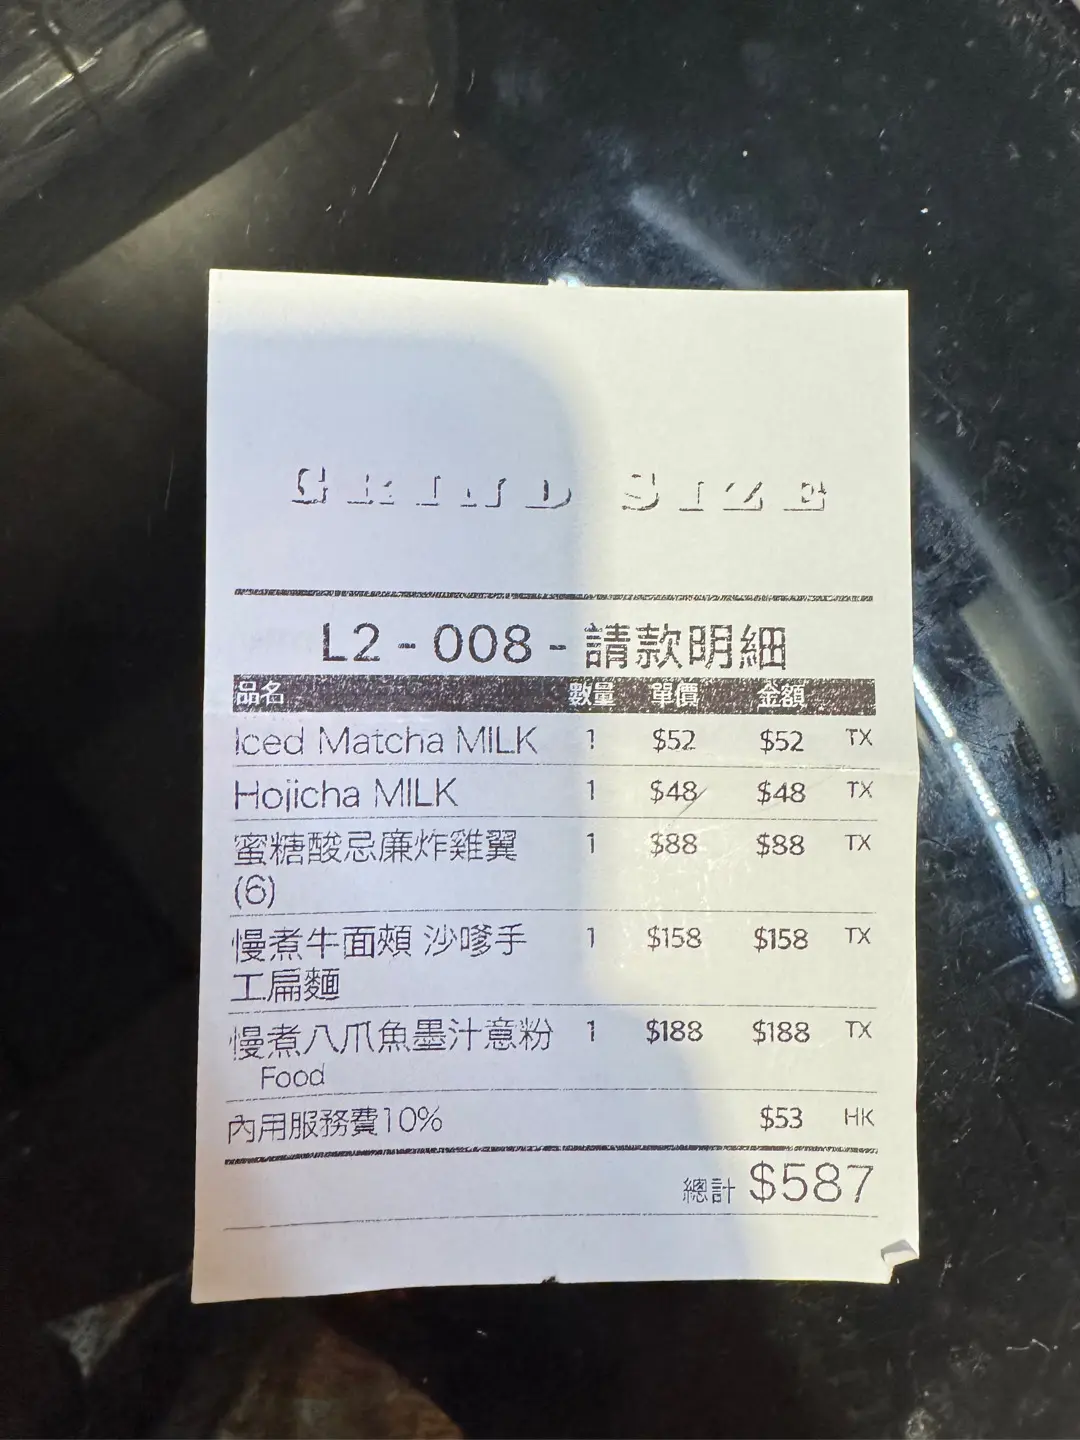 GRIND SIZE
L2 - 008 - 請款明細
品名 數量 單價 金額
Iced Matcha MILK 1 $52 $52 TX
Hojicha MILK 1 $48 $48 TX
蜜糖酸忌廉炸雞翼 1 $88 $88 TX
(6)
慢煮牛面頰 沙嗲手 1 $158 $158 TX
工扁麵
慢煮八爪魚墨汁意粉 1 $188 $188 TX
Food
內用服務費10% $53 HK
總計 $587